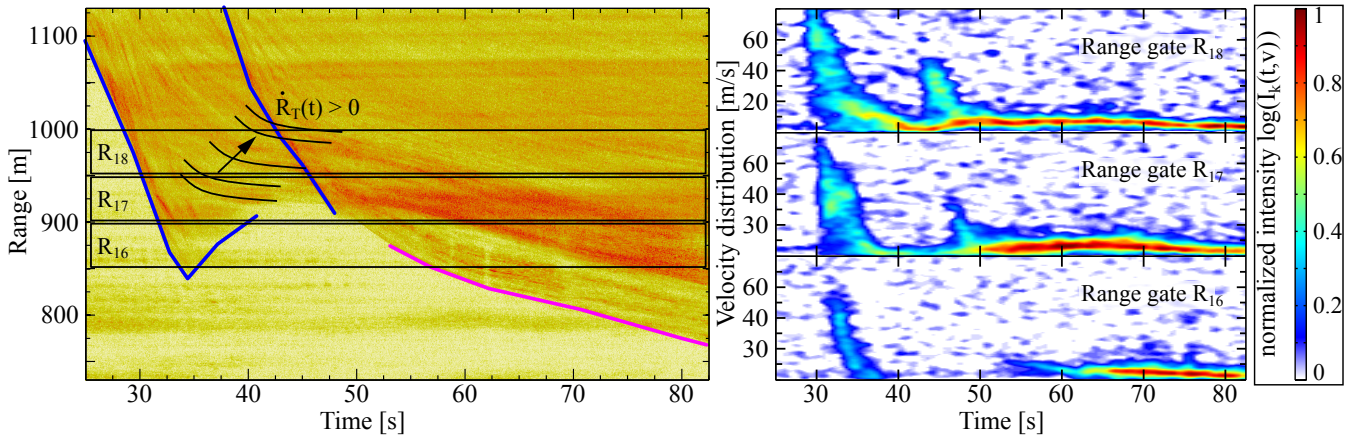 1100
1000
900
800
Range [m]
Ṙ_T(t) > 0
R_18
R_17
R_16
30
40
50
60
70
80
Time [s]
Velocity distribution [m/s]
60
40
20
Range gate R_18
60
30
Range gate R_17
60
30
Range gate R_16
30
40
50
60
70
80
Time [s]
normalized intensity log(I_k(t,v))
1
0.8
0.6
0.4
0.2
0